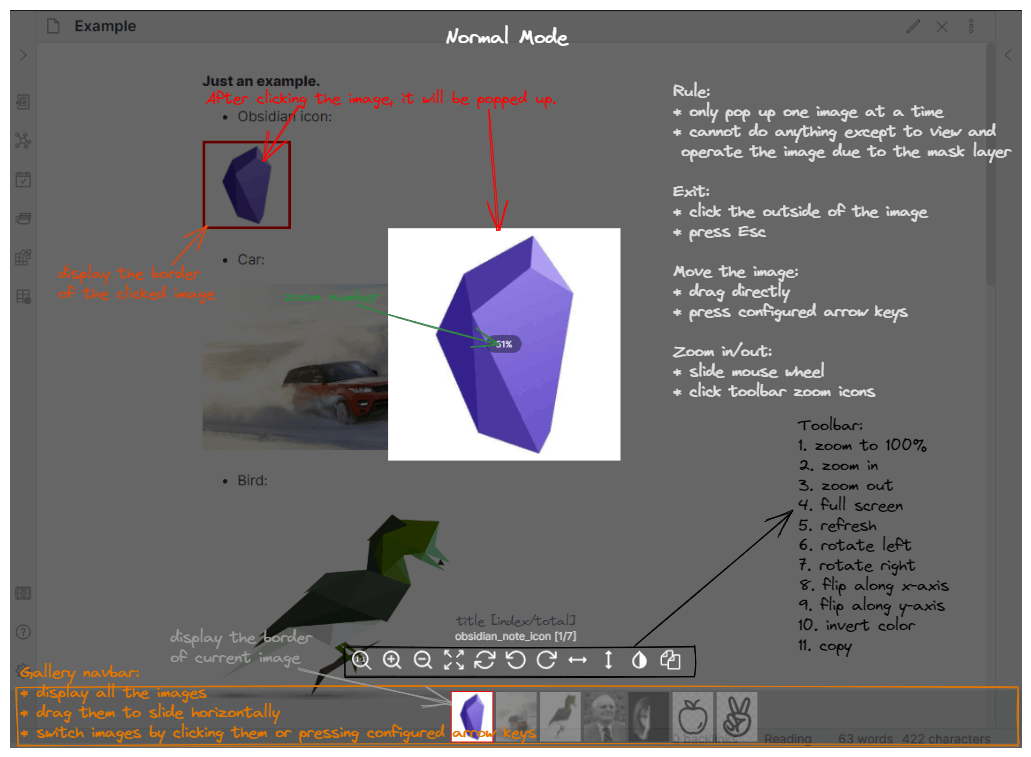 Example
Normal Mode
Just an example.
After clicking the image, it will be popped up.
Obsidian icon:
display the border
of the clicked image
Car:
zoom number
51%
Bird:
Rule:
* only pop up one image at a time
* cannot do anything except to view and
operate the image due to the mask layer
Exit:
* click the outside of the image
* press Esc
Move the image:
* drag directly
* press configured arrow keys
Zoom in/out:
* slide mouse wheel
* click toolbar zoom icons
Toolbar:
1. zoom to 100%
2. zoom in
3. zoom out
4. full screen
5. refresh
6. rotate left
7. rotate right
8. flip along x-axis
9. flip along y-axis
10. invert color
11. copy
title [index/total]
obsidian_note_icon [1/7]
display the border
of current image
1:1
Gallery navbar:
* display all the images
* drag them to slide horizontally
* switch images by clicking them or pressing configured arrow keys
0 backlinks Reading 63 words 422 characters